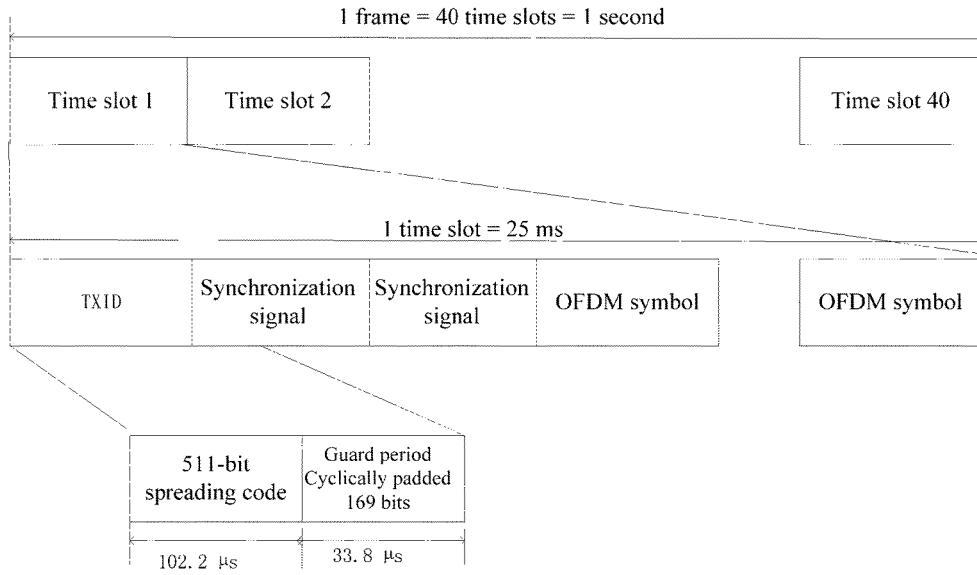 1 frame = 40 time slots = 1 second
Time slot 1
Time slot 2
Time slot 40
1 time slot = 25 ms
TXID
Synchronization
signal
Synchronization
signal
OFDM symbol
OFDM symbol
511-bit
spreading code
Guard period
Cyclically padded
169 bits
102.2 μs
33.8 μs